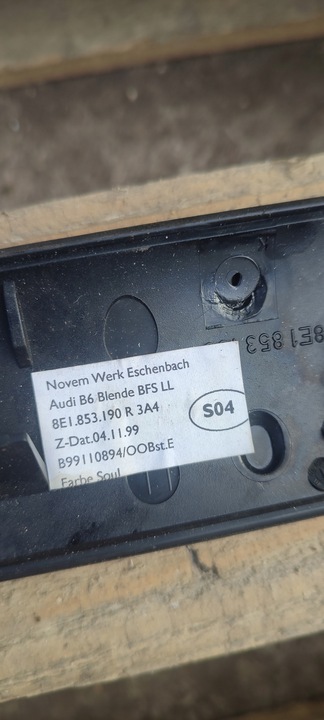 8E1 853
Novem Werk Eschenbach
Audi B6 Blende BFS LL
8E1.853.190 R 3A4
S04
Z-Dat.04.11.99
B99110894/OOBst.E
Farbe Soul